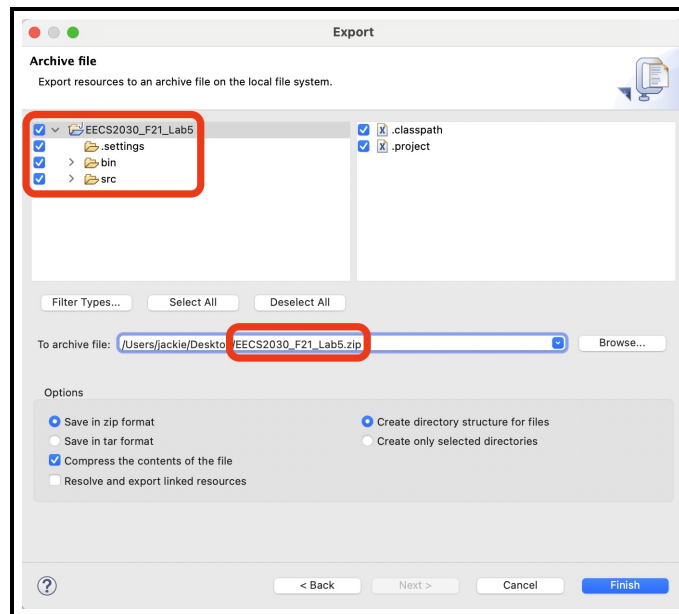 Export
Archive file
Export resources to an archive file on the local file system.
EECS2030_F21_Lab5
.settings
bin
src
.classpath
.project
Filter Types...
Select All
Deselect All
To archive file: /Users/jackie/Deskto /EECS2030_F21_Lab5.zip
Browse...
Options
Save in zip format
Save in tar format
Compress the contents of the file
Resolve and export linked resources
Create directory structure for files
Create only selected directories
? < Back Next > Cancel Finish